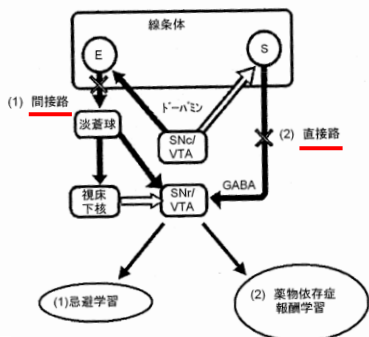 線条体
E
S
(1) 間接路
ドーパミン
淡蒼球
SNc/
VTA
(2) 直接路
GABA
視床
下核
SNr/
VTA
(1)忌避学習
(2) 薬物依存症
報酬学習